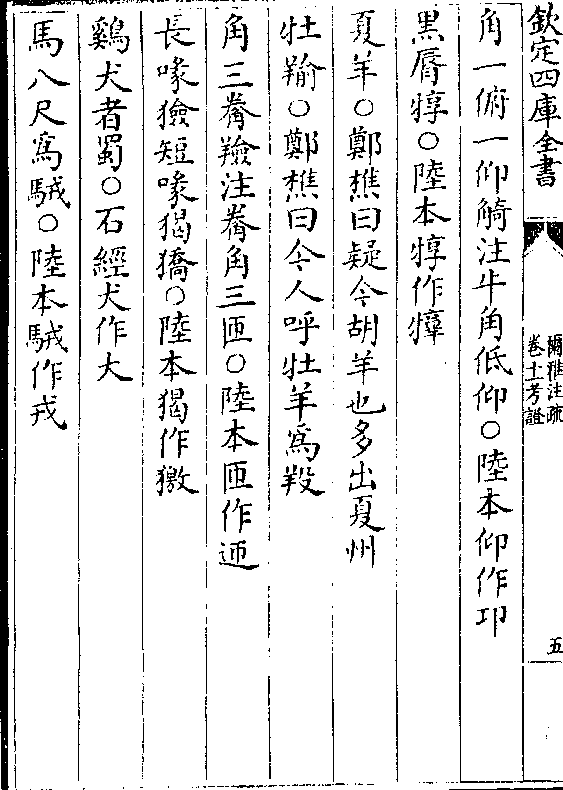 欽定四庫全書
爾雅注疏
卷十一考證
五
角一俯一仰觭注牛角低仰○陸本仰作卬
黑脣犉○陸本犉作㹔
夏羊○鄭樵曰疑今胡羊也多出夏州
牡羭○鄭樵曰今人呼牡羊為羖
角三觠羷注觠角三匝○陸本匝作迊
長喙獫短喙猲獢○陸本猲作獥
鷄犬者蜀○石經犬作大
馬八尺為駥○陸本駥作戎